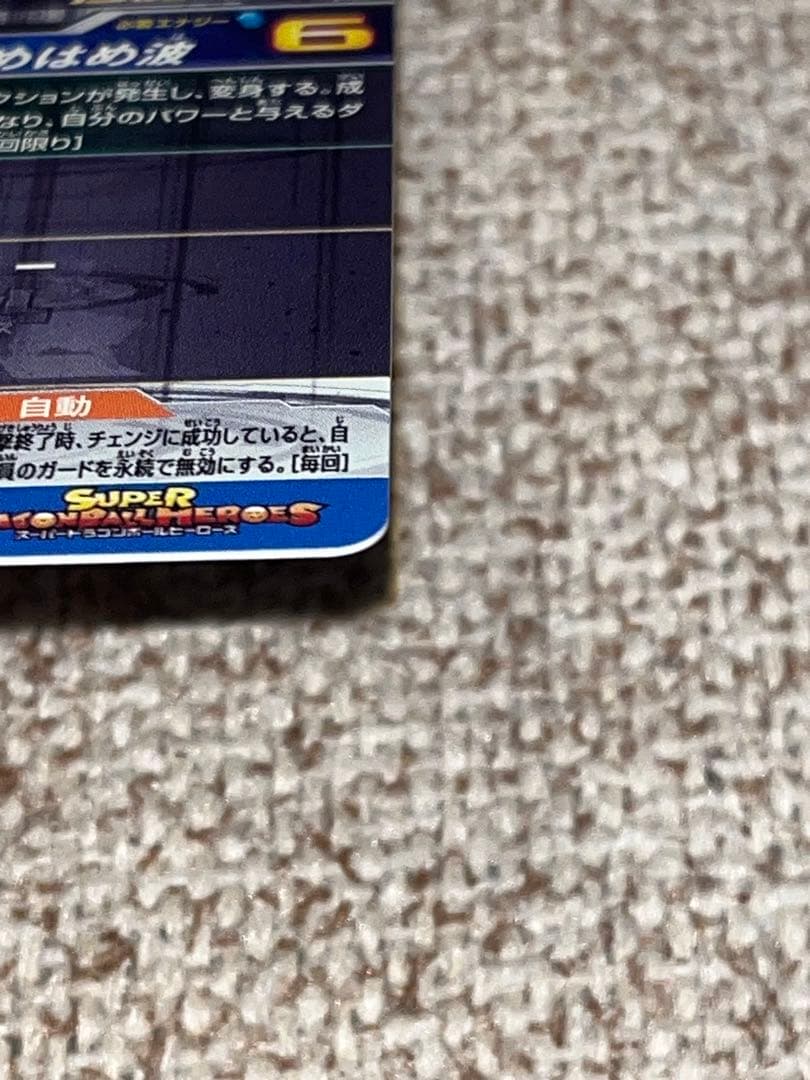 必要エナジー
6
めはめ波
クションが発生し、変身する。成
なり、自分のパワーと与えるダ
回限り]
自動
撃終了時、チェンジに成功していると、自
員のガードを永続で無効にする。[毎回]
SUPER
DRAGONBALL HEROES
スーパードラゴンボールヒーローズ